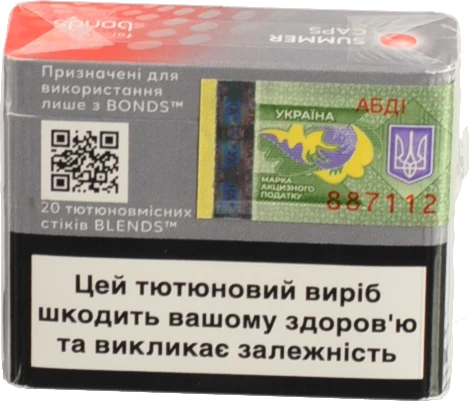 bonds
SUMMER
CAPS
Призначені для
використання
лише з BONDS™
20 тютюновмісних
стіків BLENDS™
УКРАЇНА
АБДІ
МАРКА
АКЦИЗНОГО
ПОДАТКУ
887112
Цей тютюновий виріб
шкодить вашому здоров'ю
та викликає залежність